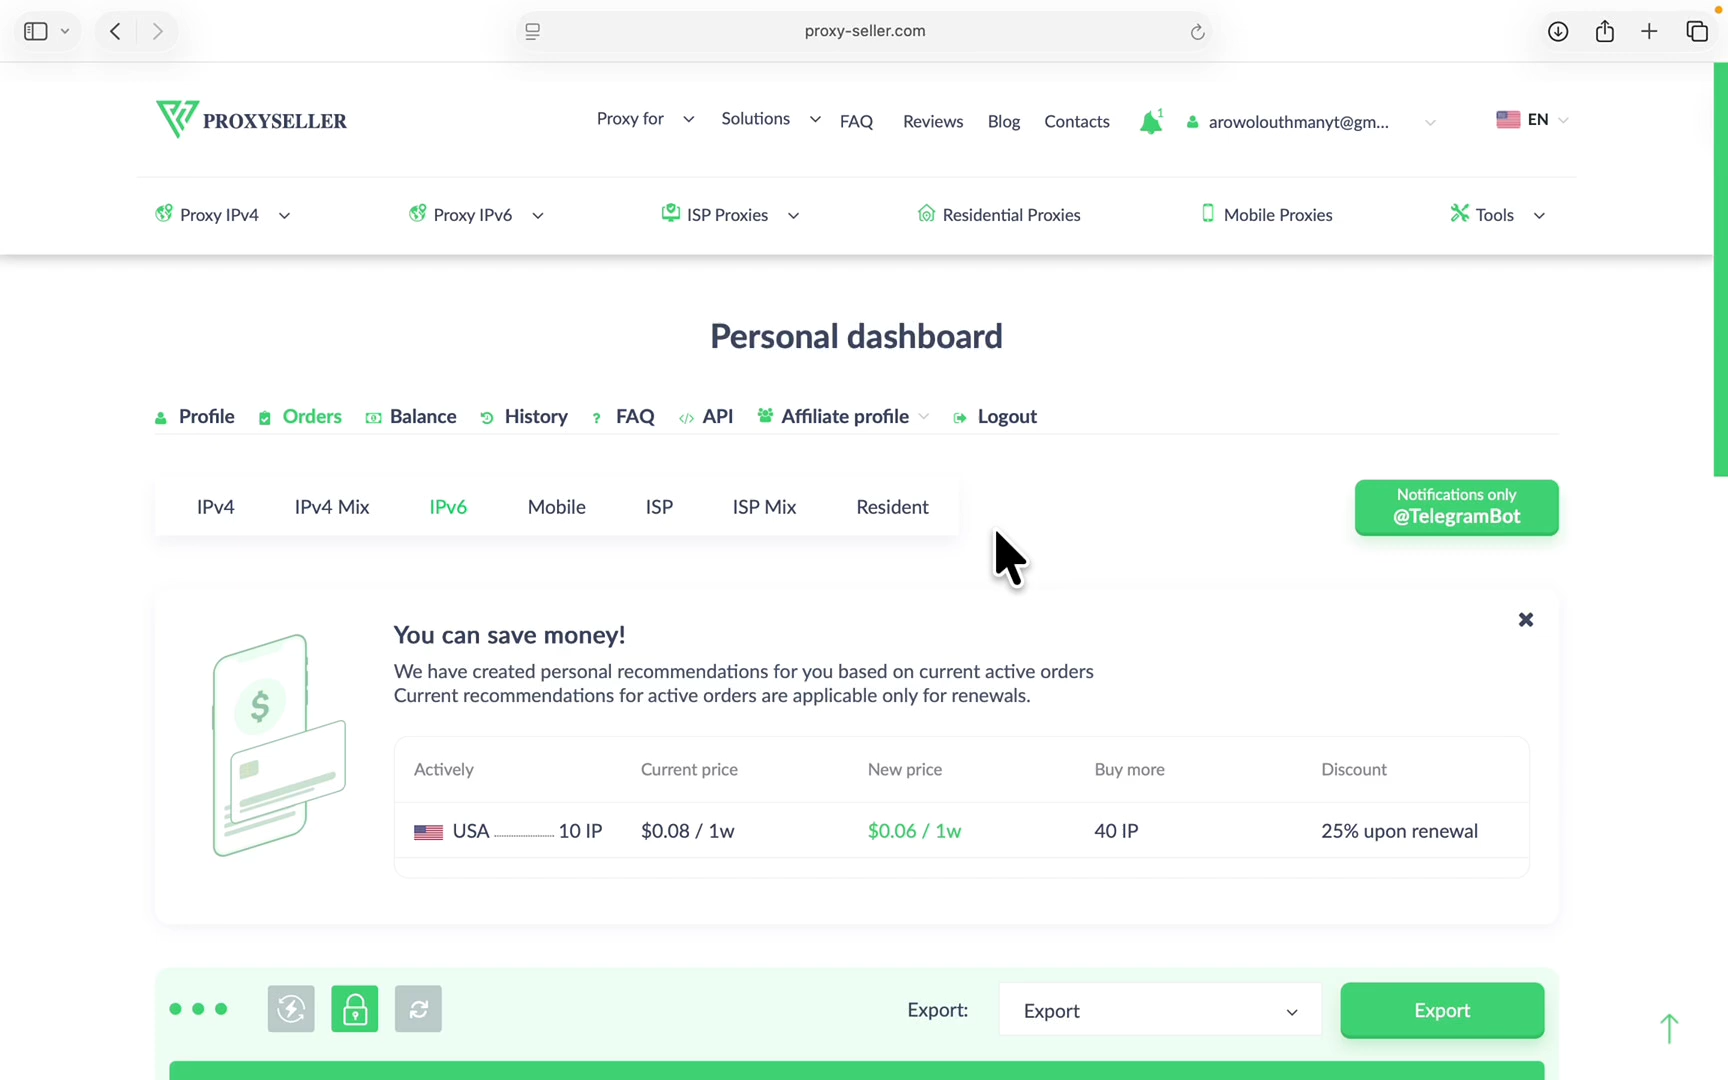 proxy-seller.com
PROXYSELLER
Proxy for
Solutions
FAQ
Reviews
Blog
Contacts
1
arowolouthmanyt@gm...
EN
Proxy IPv4
Proxy IPv6
ISP Proxies
Residential Proxies
Mobile Proxies
Tools
Personal dashboard
Profile
Orders
Balance
History
? FAQ
</> API
Affiliate profile
Logout
IPv4
IPv4 Mix
IPv6
Mobile
ISP
ISP Mix
Resident
Notifications only
@TelegramBot
You can save money!
We have created personal recommendations for you based on current active orders
Current recommendations for active orders are applicable only for renewals.
$
Actively
Current price
New price
Buy more
Discount
USA
10 IP
$0.08 / 1w
$0.06 / 1w
40 IP
25% upon renewal
Export:
Export
Export